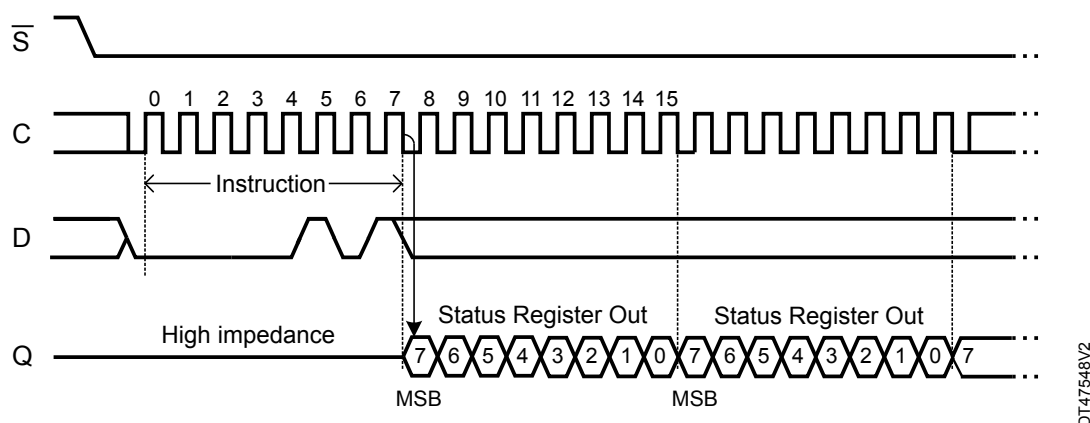 S
0 1 2 3 4 5 6 7 8 9 10 11 12 13 14 15
C
Instruction
D
Status Register Out Status Register Out
High impedance
Q 7 6 5 4 3 2 1 0 7 6 5 4 3 2 1 0 7
MSB MSB
DT47548V2